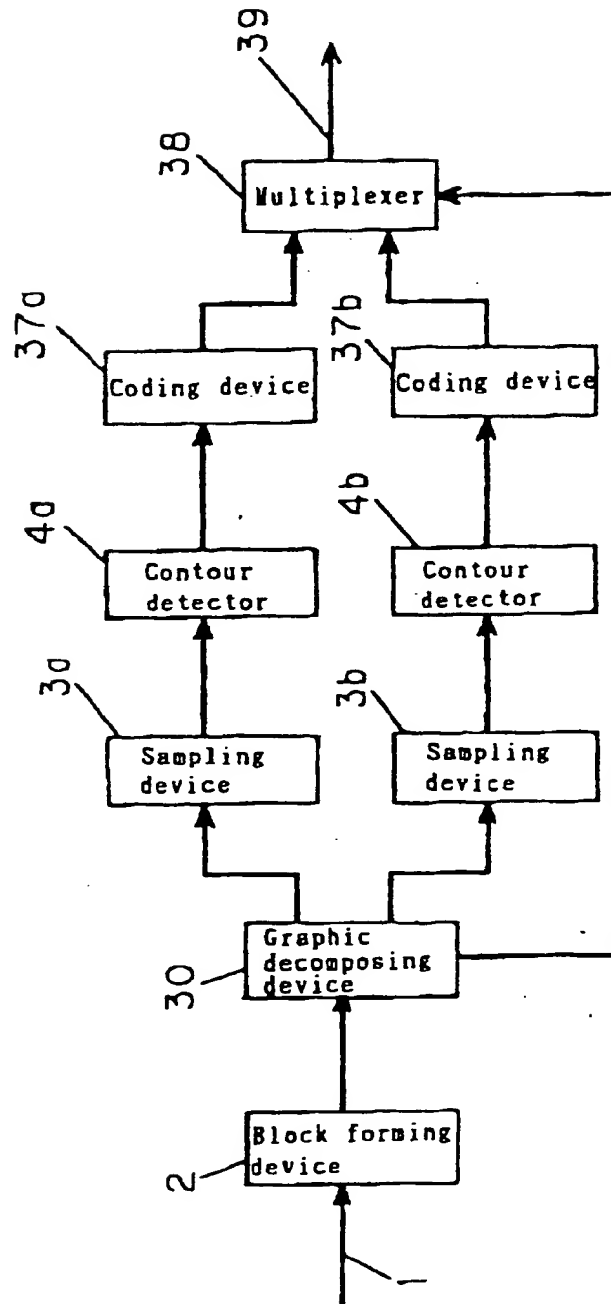 39
38
Multiplexer
37a
37b
Coding device
Coding device
4a
4b
Contour
detector
Contour
detector
3a
3b
Sampling
device
Sampling
device
30
Graphic
decomposing
device
2
Block forming
device
1